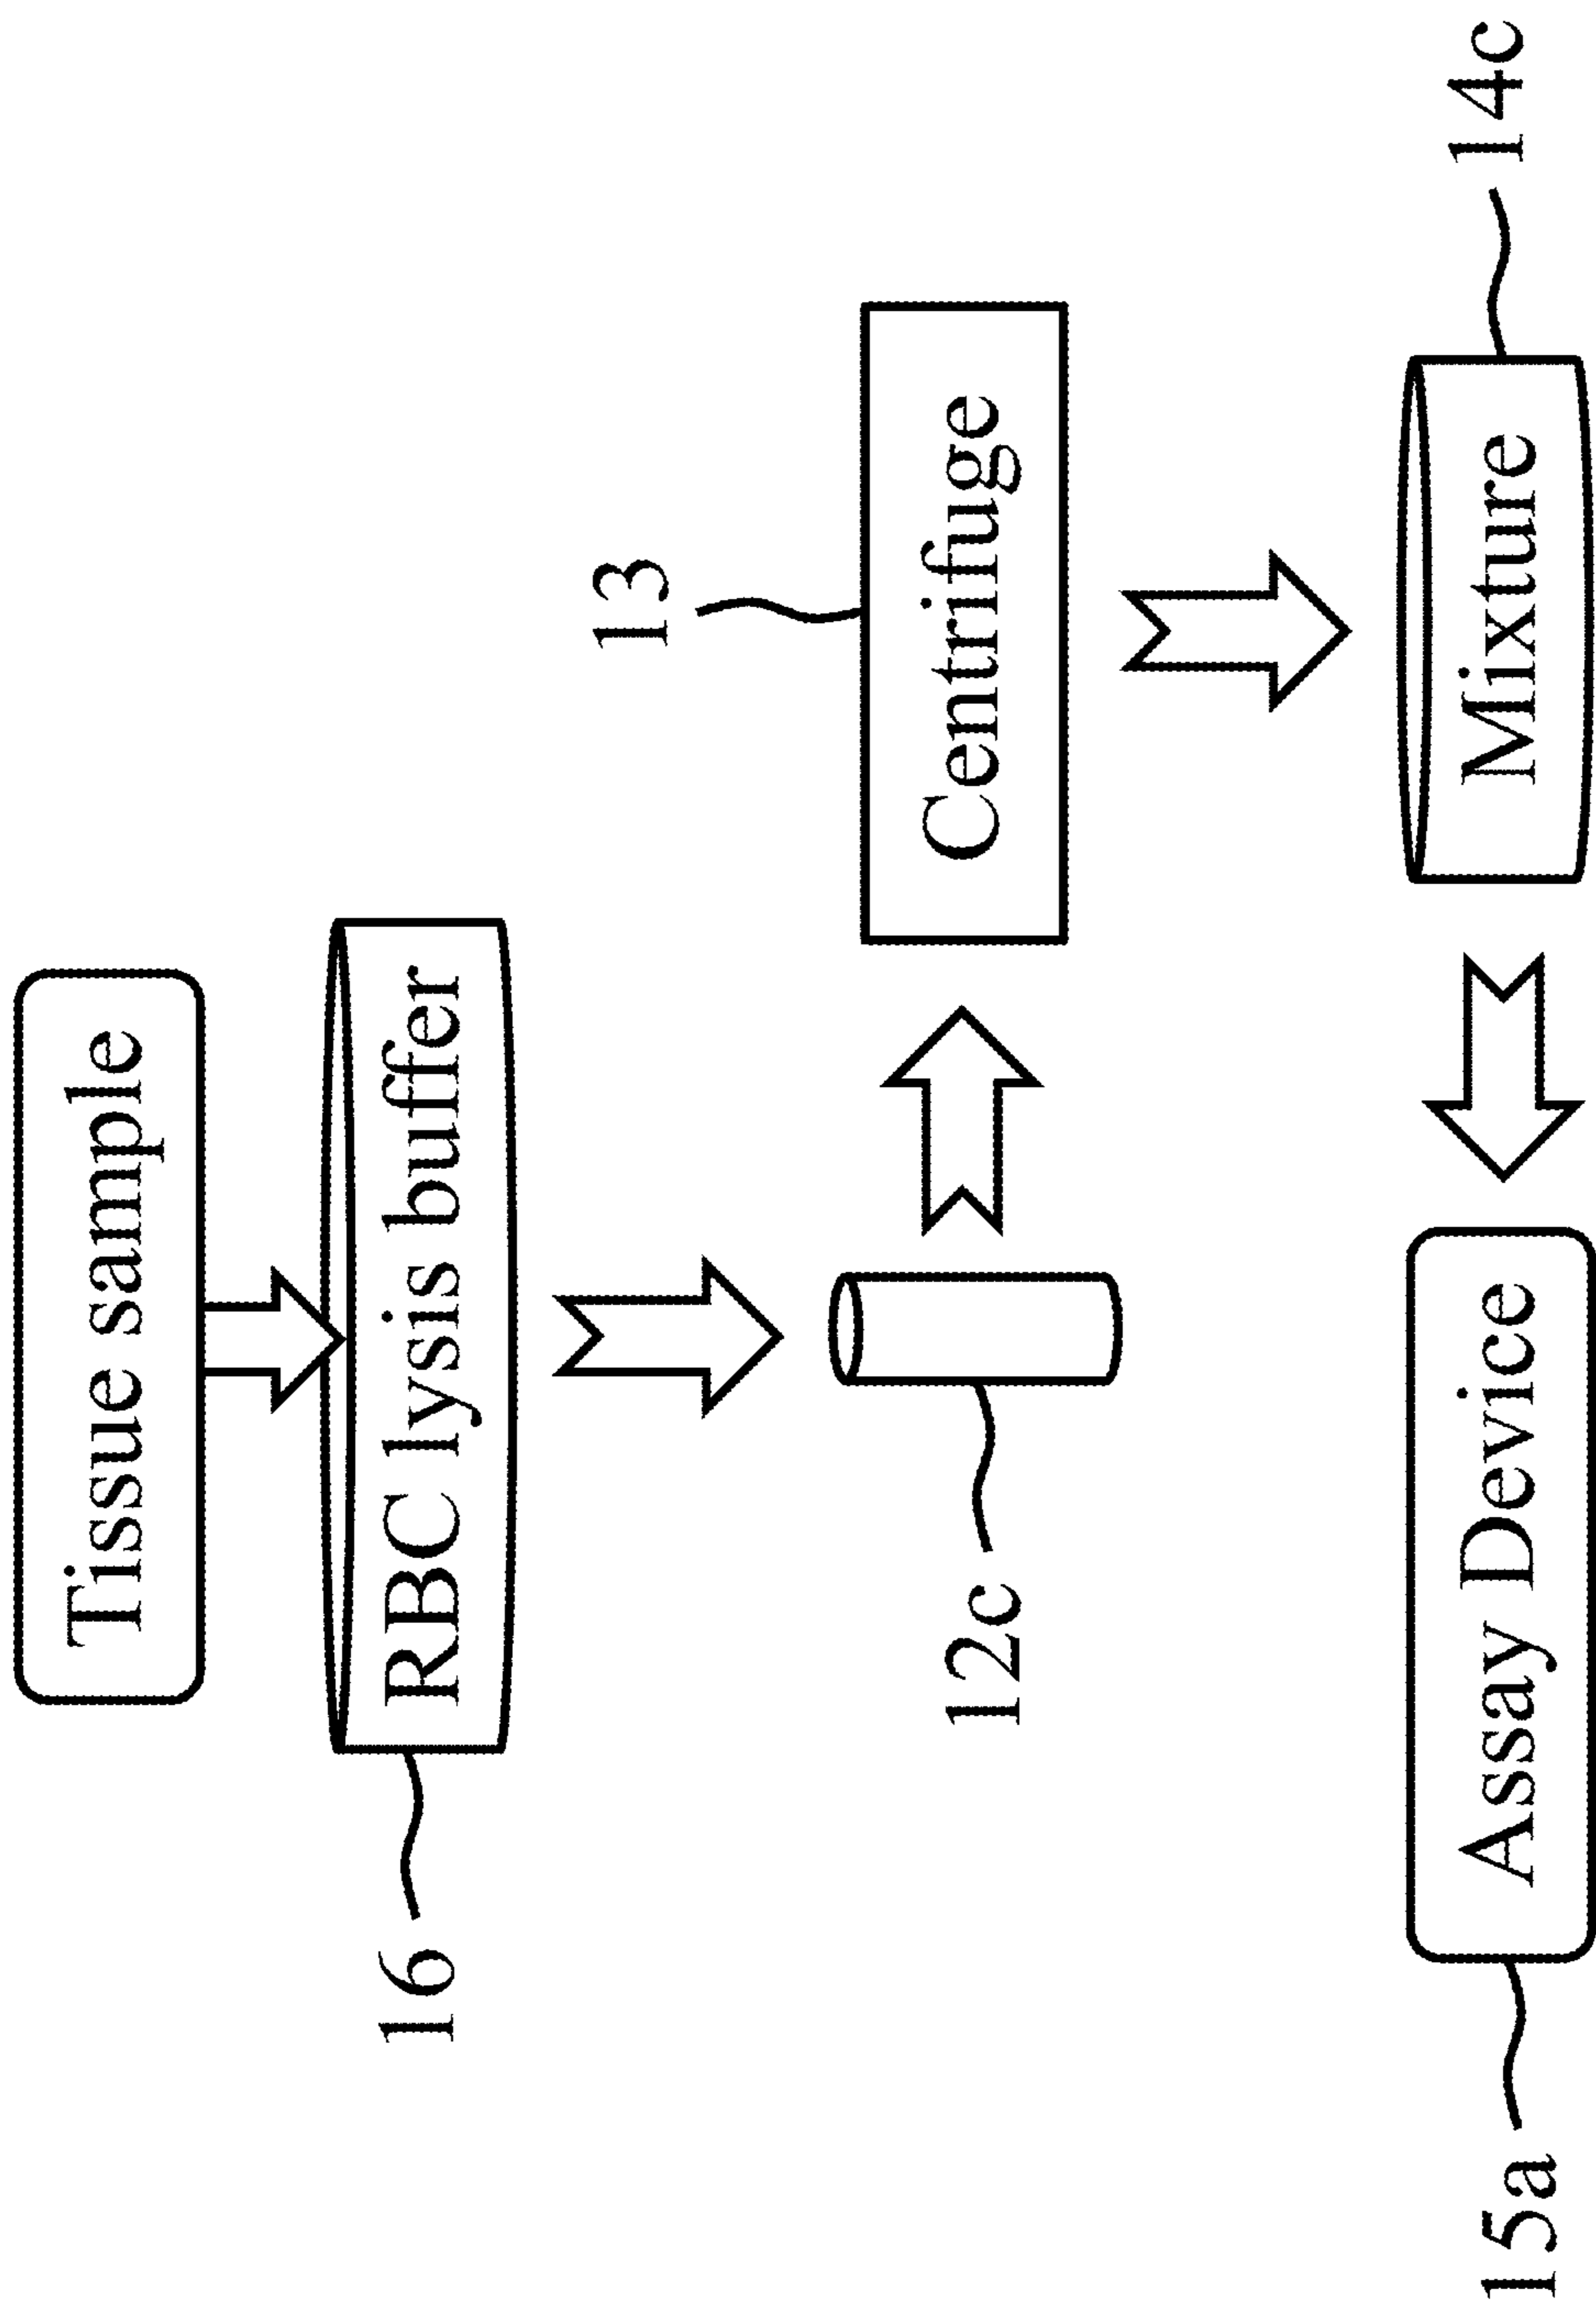 Tissue sample
16
RBC lysis buffer
13
12c
Centrifuge
15a
Assay Device
Mixture
14c